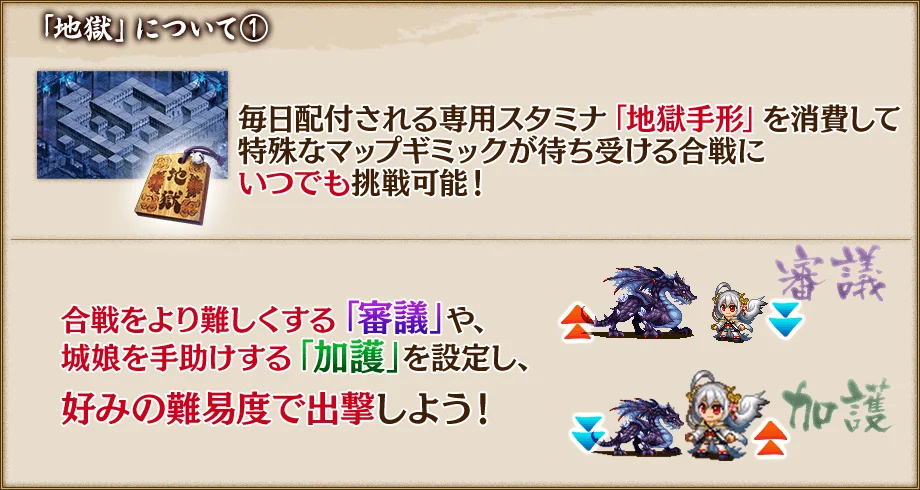 「地獄」について①
毎日配付される専用スタミナ「地獄手形」を消費して
特殊なマップギミックが待ち受ける合戦に
いつでも挑戦可能！
地獄
合戦をより難しくする「審議」や、
城娘を手助けする「加護」を設定し、
好みの難易度で出撃しよう！
審議
加護